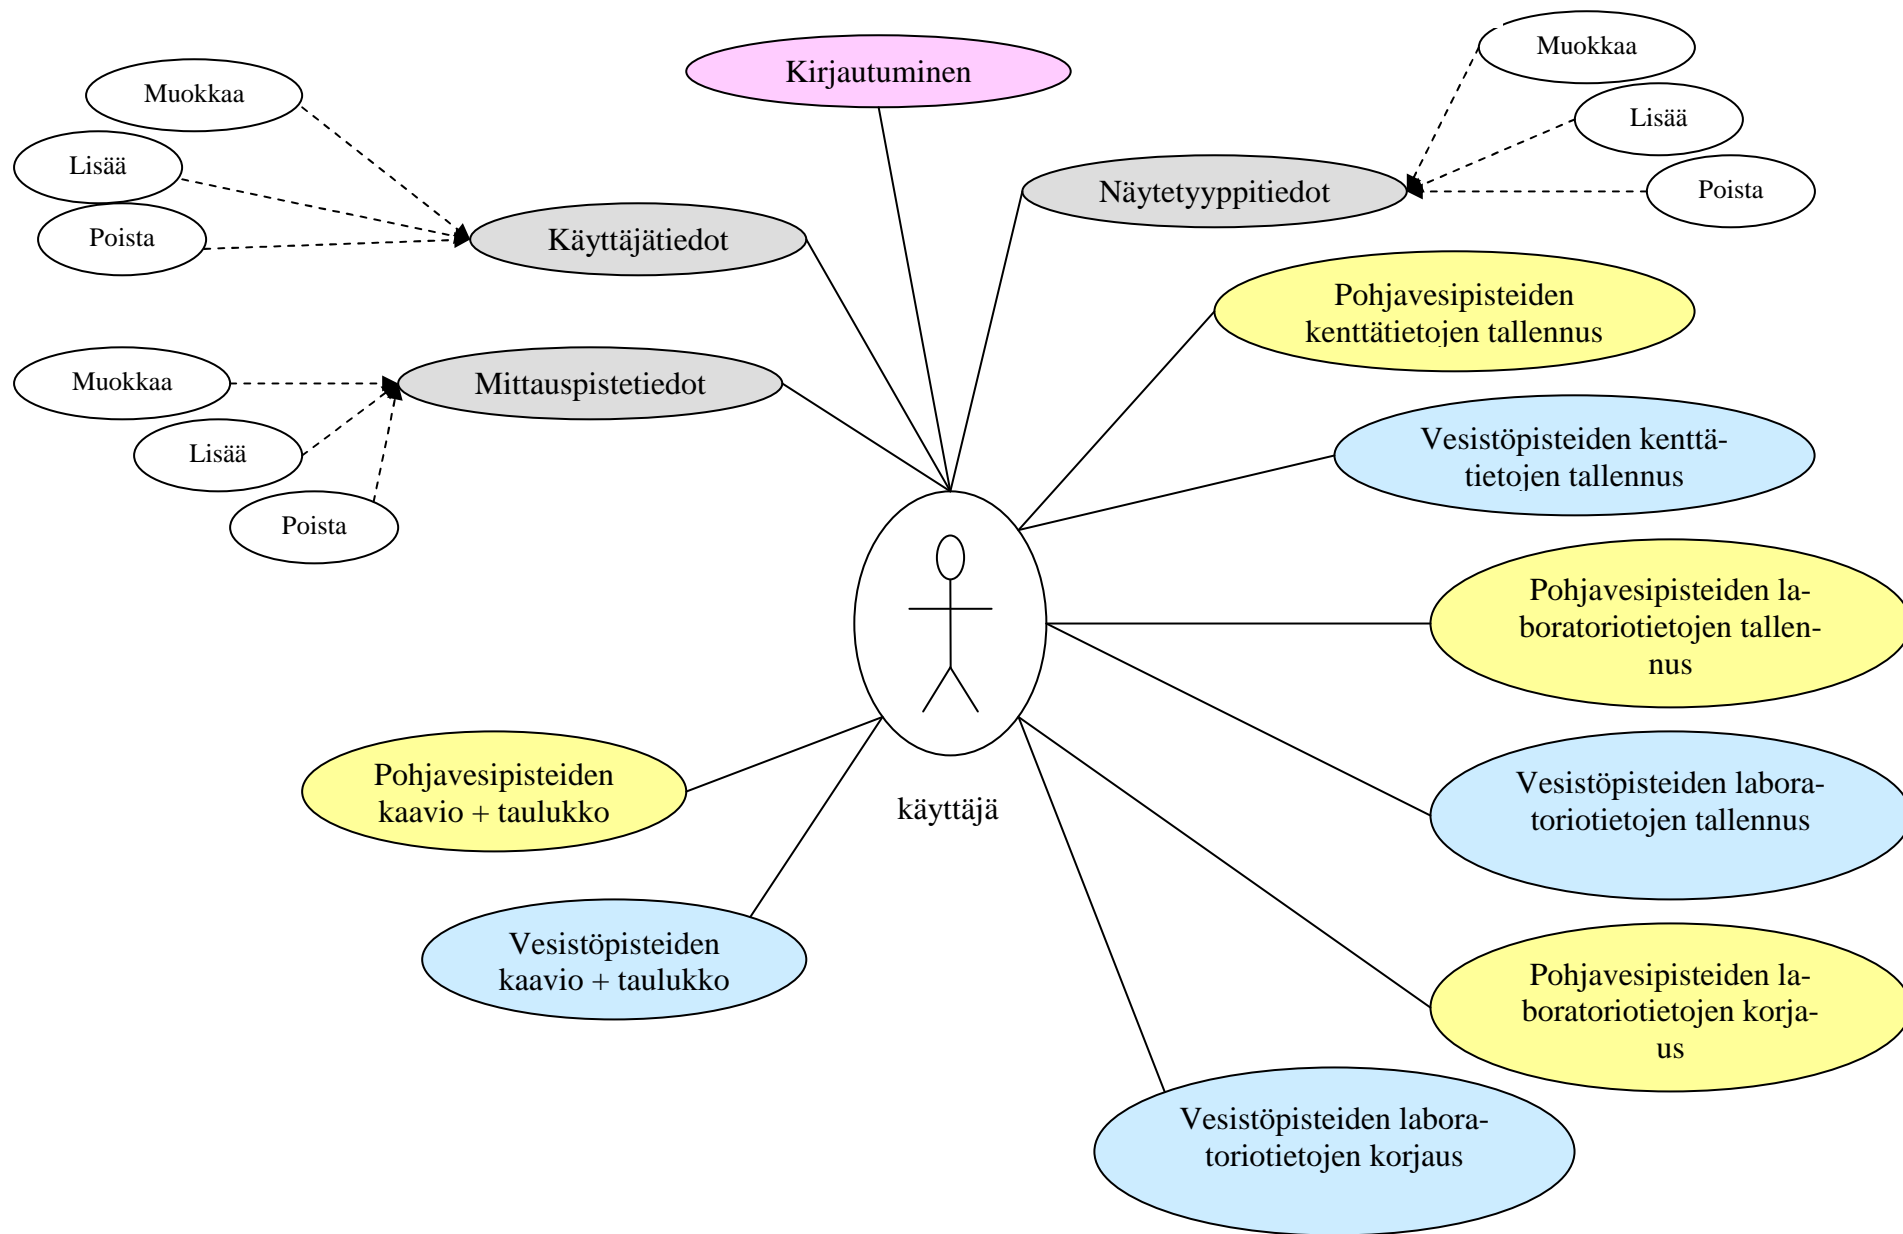 Muokkaa
Lisää
Poista
Käyttäjätiedot
Kirjautuminen
Näytetyyppitiedot
Muokkaa
Lisää
Poista
Muokkaa
Lisää
Poista
Mittauspistetiedot
Pohjavesipisteiden
kenttätietojen tallennus
Vesistöpisteiden kenttä-
tietojen tallennus
Pohjavesipisteiden la-
boratoriotietojen tallen-
nus
Vesistöpisteiden labora-
toriotietojen tallennus
Pohjavesipisteiden la-
boratoriotietojen korja-
us
Vesistöpisteiden labora-
toriotietojen korjaus
käyttäjä
Pohjavesipisteiden
kaavio + taulukko
Vesistöpisteiden
kaavio + taulukko